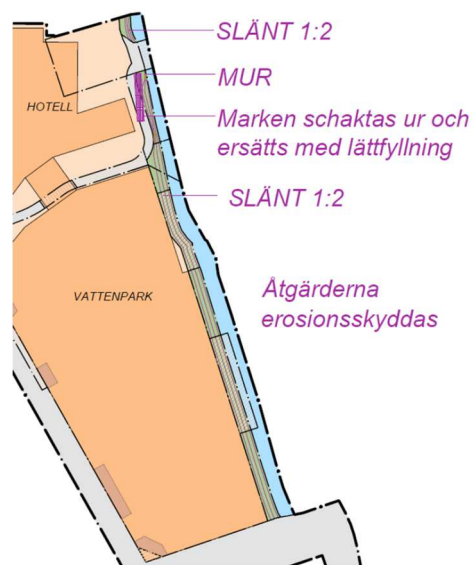 SLÄNT 1:2
MUR
HOTELL
Marken schaktas ur och
ersätts med lättfyllning
SLÄNT 1:2
VATTENPARK
Åtgärderna
erosionsskyddas